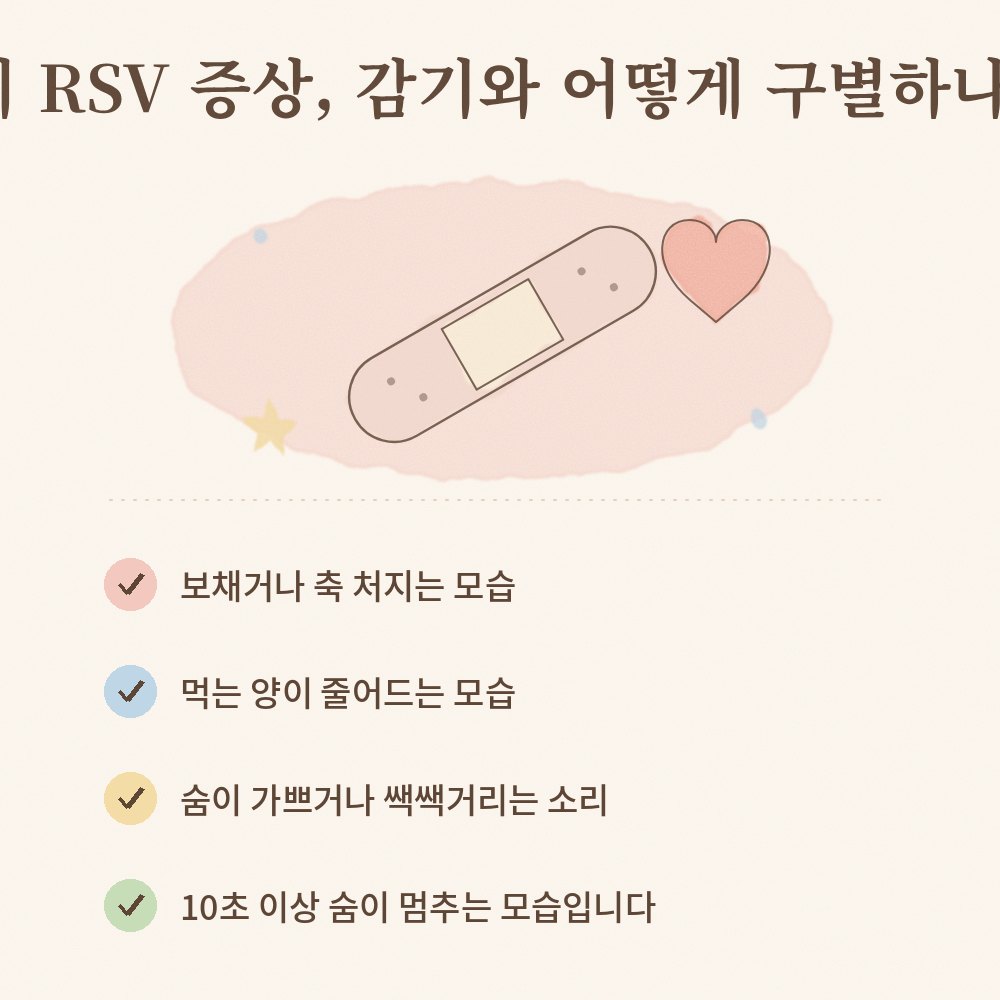 RSV 증상, 감기와 어떻게 구별하나
보채거나 축 처지는 모습
먹는 양이 줄어드는 모습
숨이 가쁘거나 쌕쌕거리는 소리
10초 이상 숨이 멈추는 모습입니다